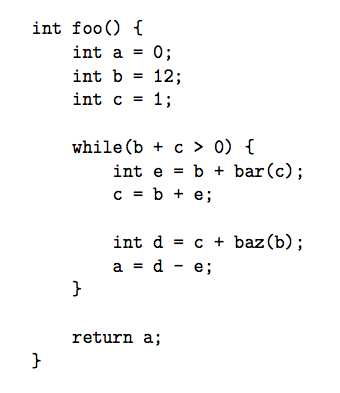 int foo() {
    int a = 0;
    int b = 12;
    int c = 1;

    while(b + c > 0) {
        int e = b + bar(c);
        c = b + e;

        int d = c + baz(b);
        a = d - e;
    }

    return a;
}